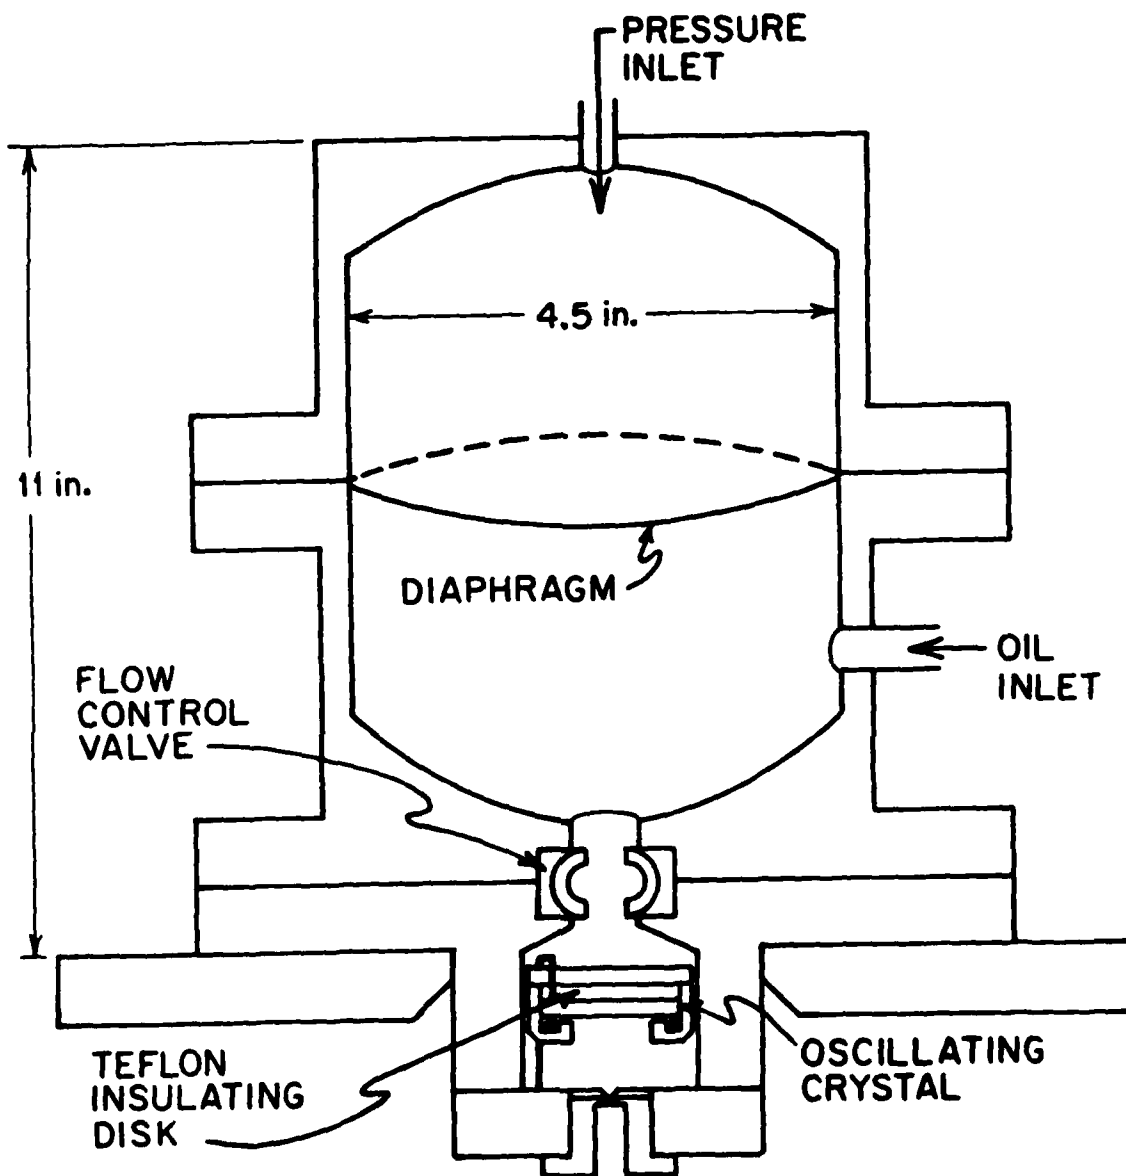 PRESSURE
INLET
4.5 in.
11 in.
DIAPHRAGM
OIL
INLET
FLOW
CONTROL
VALVE
TEFLON
INSULATING
DISK
OSCILLATING
CRYSTAL